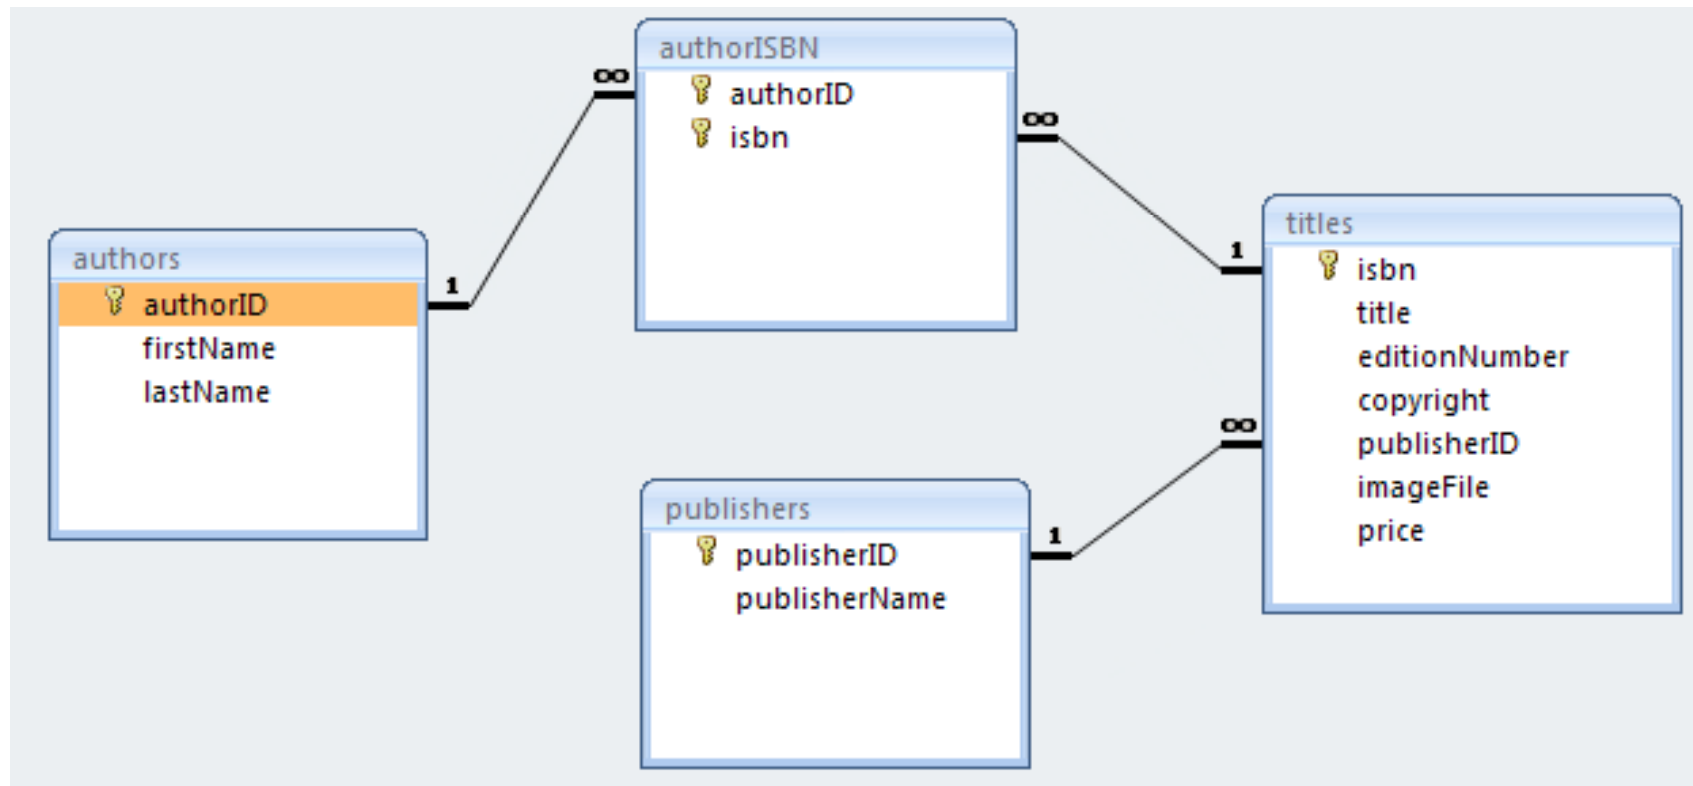 authorISBN
authorID
isbn
∞
∞
authors
authorID
firstName
lastName
1
titles
isbn
title
editionNumber
copyright
publisherID
imageFile
price
1
∞
publishers
publisherID
publisherName
1